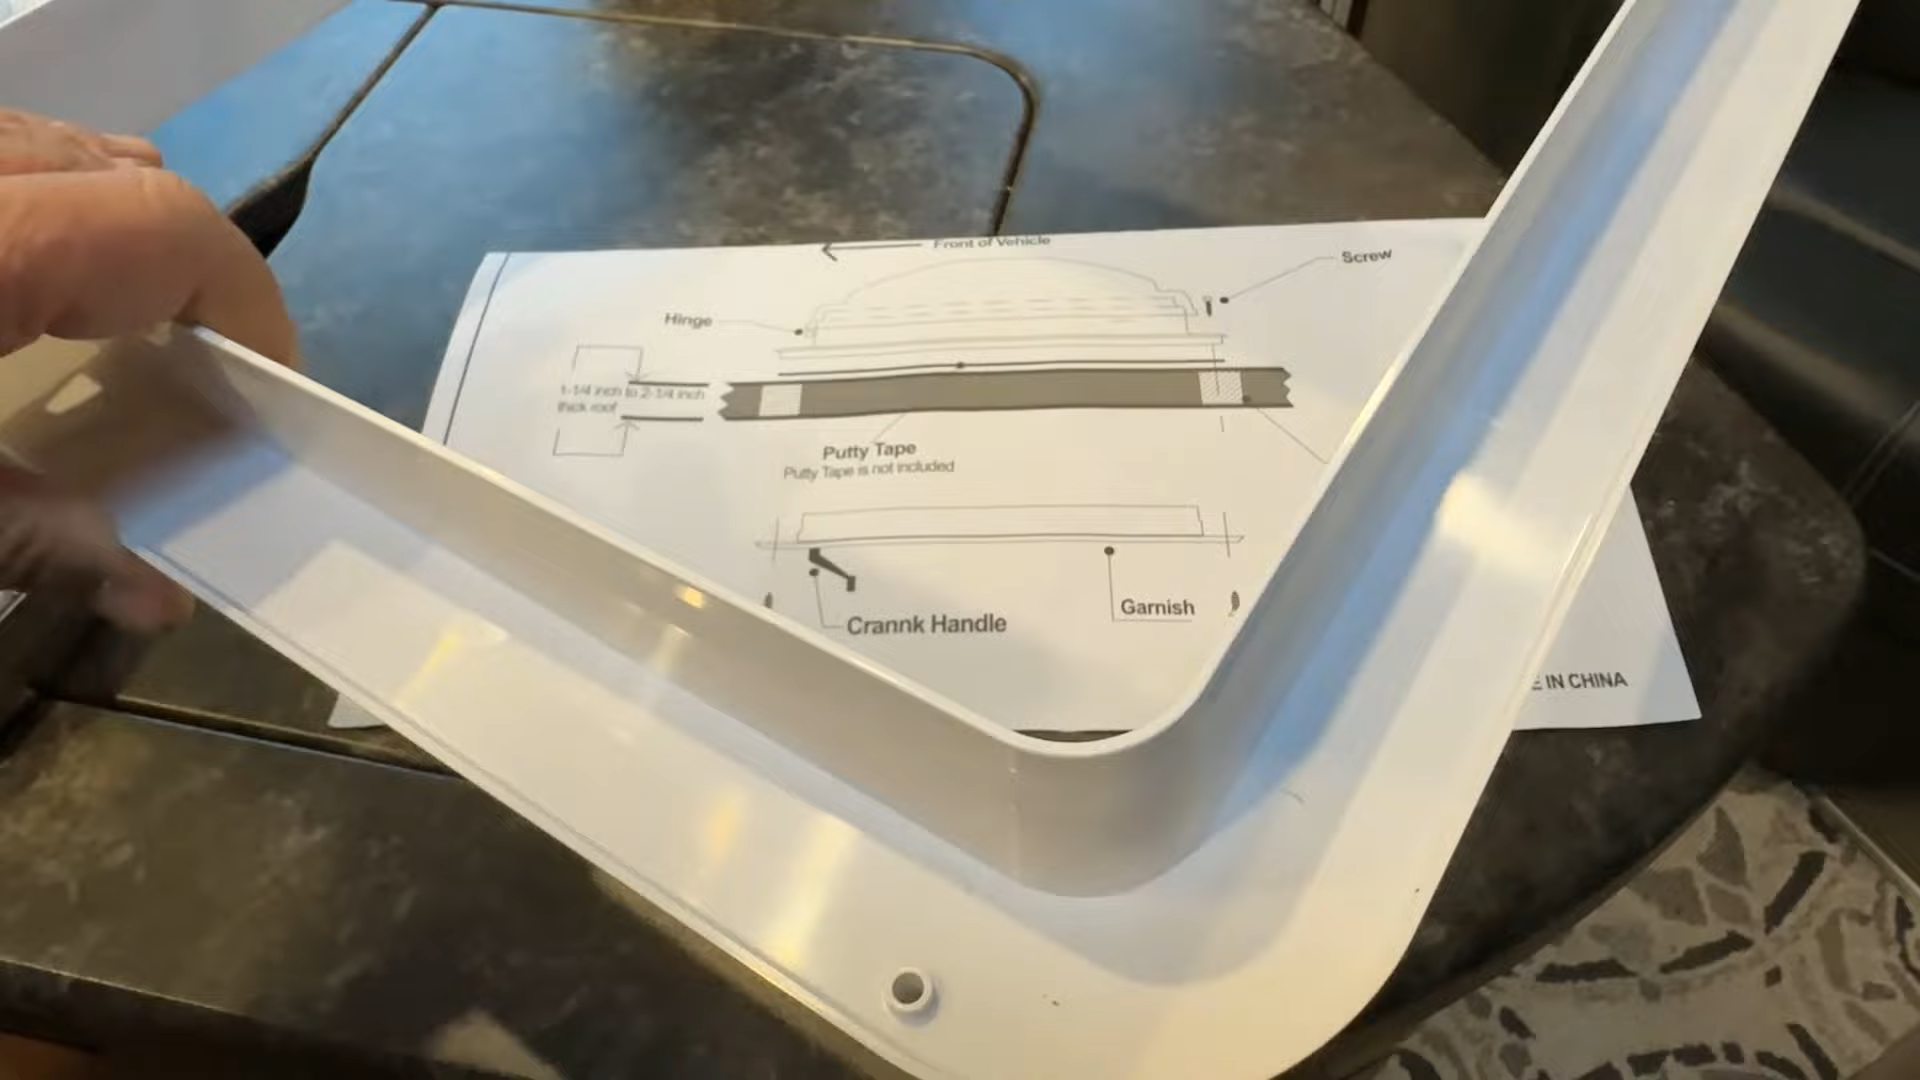 Front of Vehicle
Screw
Hinge
1-1/4 inch to 2-1/4 inch
thick roof
Putty Tape
Putty Tape is not included
Crannk Handle
Garnish
IN CHINA